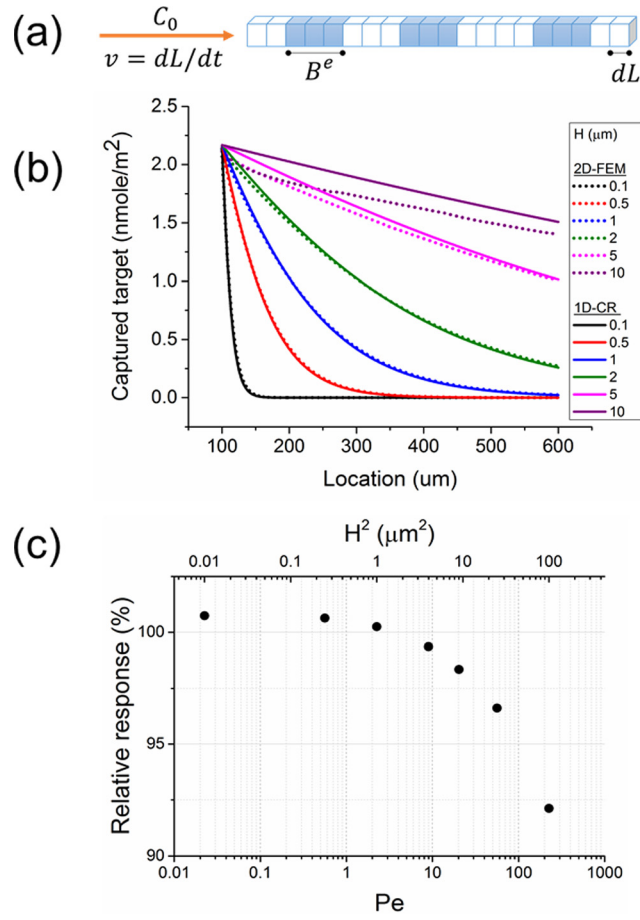 (a)
C₀
v = dL/dt
Bᵉ
dL
(b)
2.5
2.0
1.5
1.0
0.5
0.0
Captured target (nmole/m²)
100 200 300 400 500 600
Location (um)
H (μm)
2D-FEM
0.1
0.5
1
2
5
10
1D-CR
0.1
0.5
1
2
5
10
(c)
H² (μm²)
0.01 0.1 1 10 100
Relative response (%)
100
95
90
0.01 0.1 1 10 100 1000
Pe